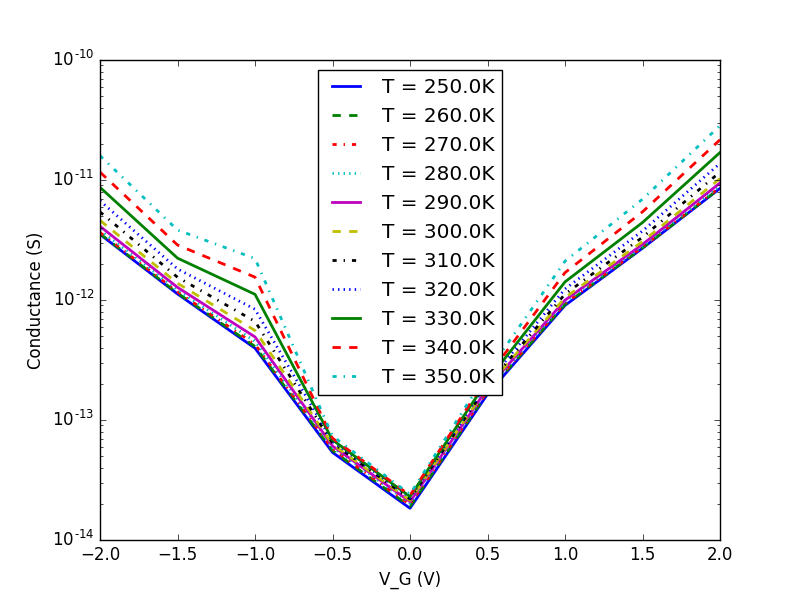 10^-10
10^-11
10^-12
10^-13
10^-14
Conductance (S)
T = 250.0K
T = 260.0K
T = 270.0K
T = 280.0K
T = 290.0K
T = 300.0K
T = 310.0K
T = 320.0K
T = 330.0K
T = 340.0K
T = 350.0K
−2.0 −1.5 −1.0 −0.5 0.0 0.5 1.0 1.5 2.0
V_G (V)